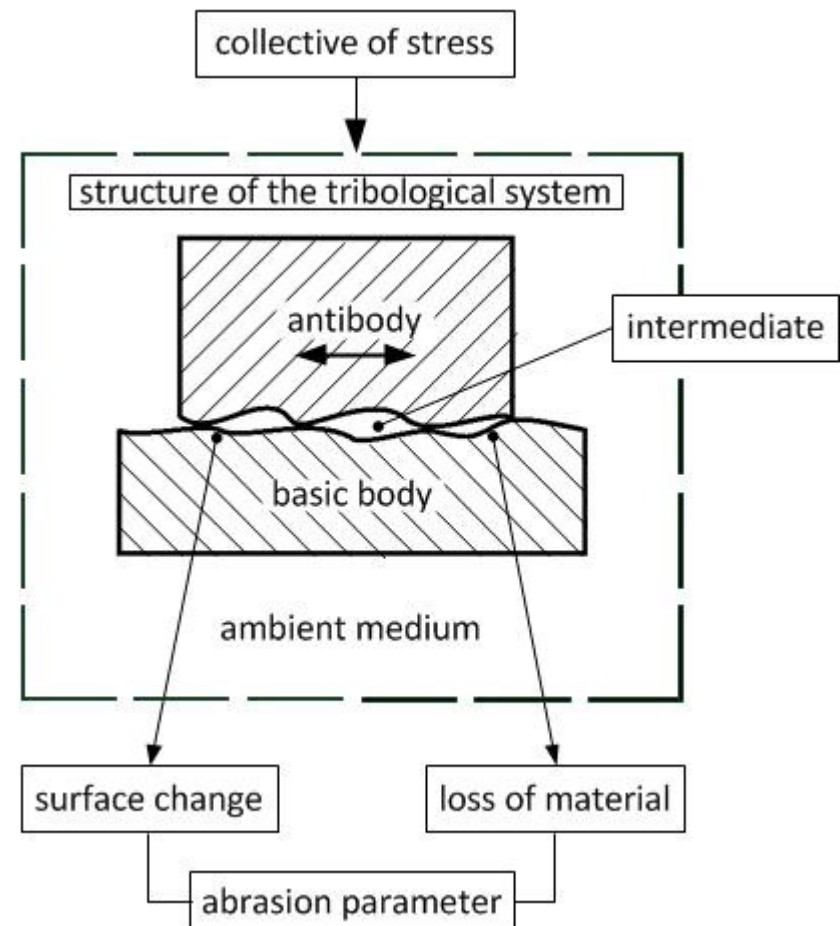 collective of stress
structure of the tribological system
antibody
intermediate
basic body
ambient medium
surface change
loss of material
abrasion parameter